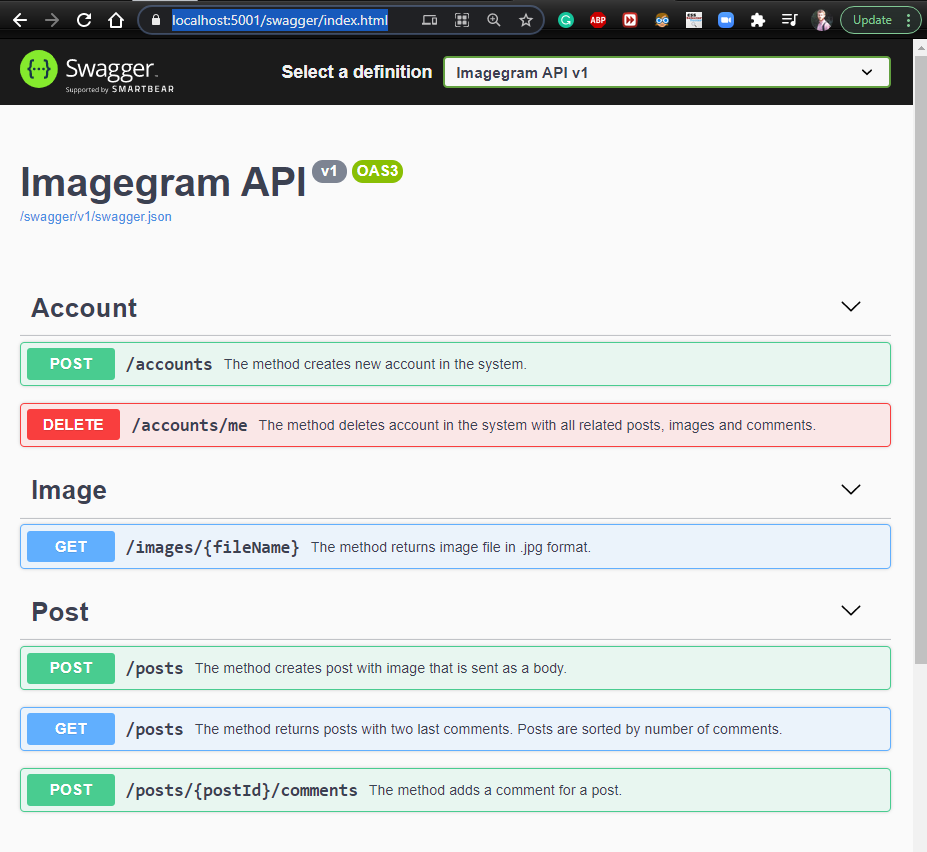 localhost:5001/swagger/index.html
ABP
Update
Swagger
Supported by SMARTBEAR
Select a definition
Imagegram API v1
Imagegram API v1 OAS3
/swagger/v1/swagger.json
Account
POST /accounts The method creates new account in the system.
DELETE /accounts/me The method deletes account in the system with all related posts, images and comments.
Image
GET /images/{fileName} The method returns image file in .jpg format.
Post
POST /posts The method creates post with image that is sent as a body.
GET /posts The method returns posts with two last comments. Posts are sorted by number of comments.
POST /posts/{postId}/comments The method adds a comment for a post.